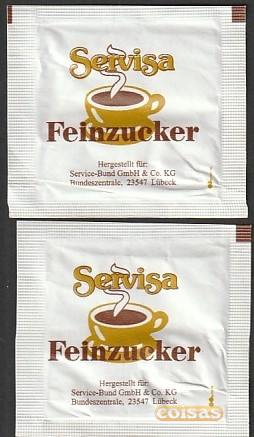 Servisa
Feinzucker
Hergestellt für:
Service-Bund GmbH & Co. KG
Bundeszentrale, 23547 Lübeck
Servisa
Feinzucker
Hergestellt für:
Service-Bund GmbH & Co. KG
Bundeszentrale, 23547 Lübeck
coisas